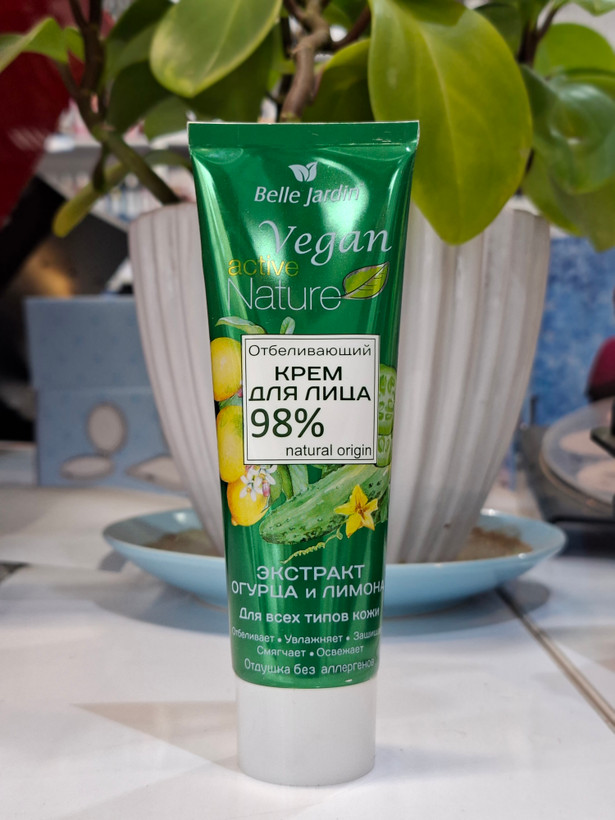 Belle Jardin
Vegan
active
Nature
Отбеливающий
КРЕМ
ДЛЯ ЛИЦА
98%
natural origin
ЭКСТРАКТ
ОГУРЦА И ЛИМОНА
Для всех типов кожи
Отбеливает • Увлажняет •
Смягчает • Освежает
Отдушка без аллергенов